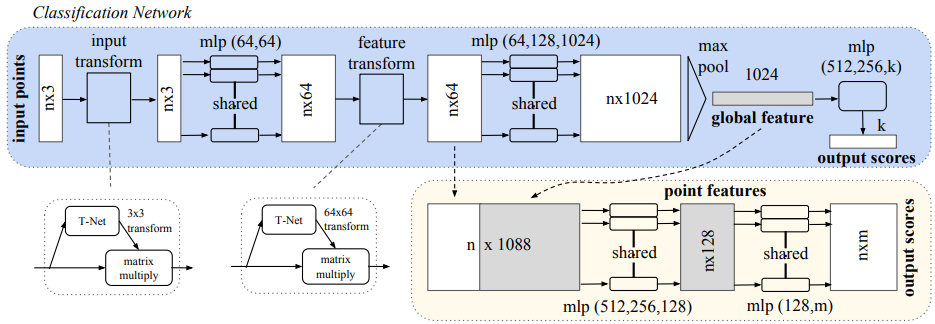 Classification Network
input points
nx3
input
transform
nx3
mlp (64,64)
shared
nx64
feature
transform
nx64
mlp (64,128,1024)
shared
nx1024
max
pool
1024
global feature
mlp
(512,256,k)
k
output scores
T-Net
3x3
transform
matrix
multiply
T-Net
64x64
transform
matrix
multiply
point features
n x 1088
shared
mlp (512,256,128)
nx128
shared
mlp (128,m)
nxm
output scores